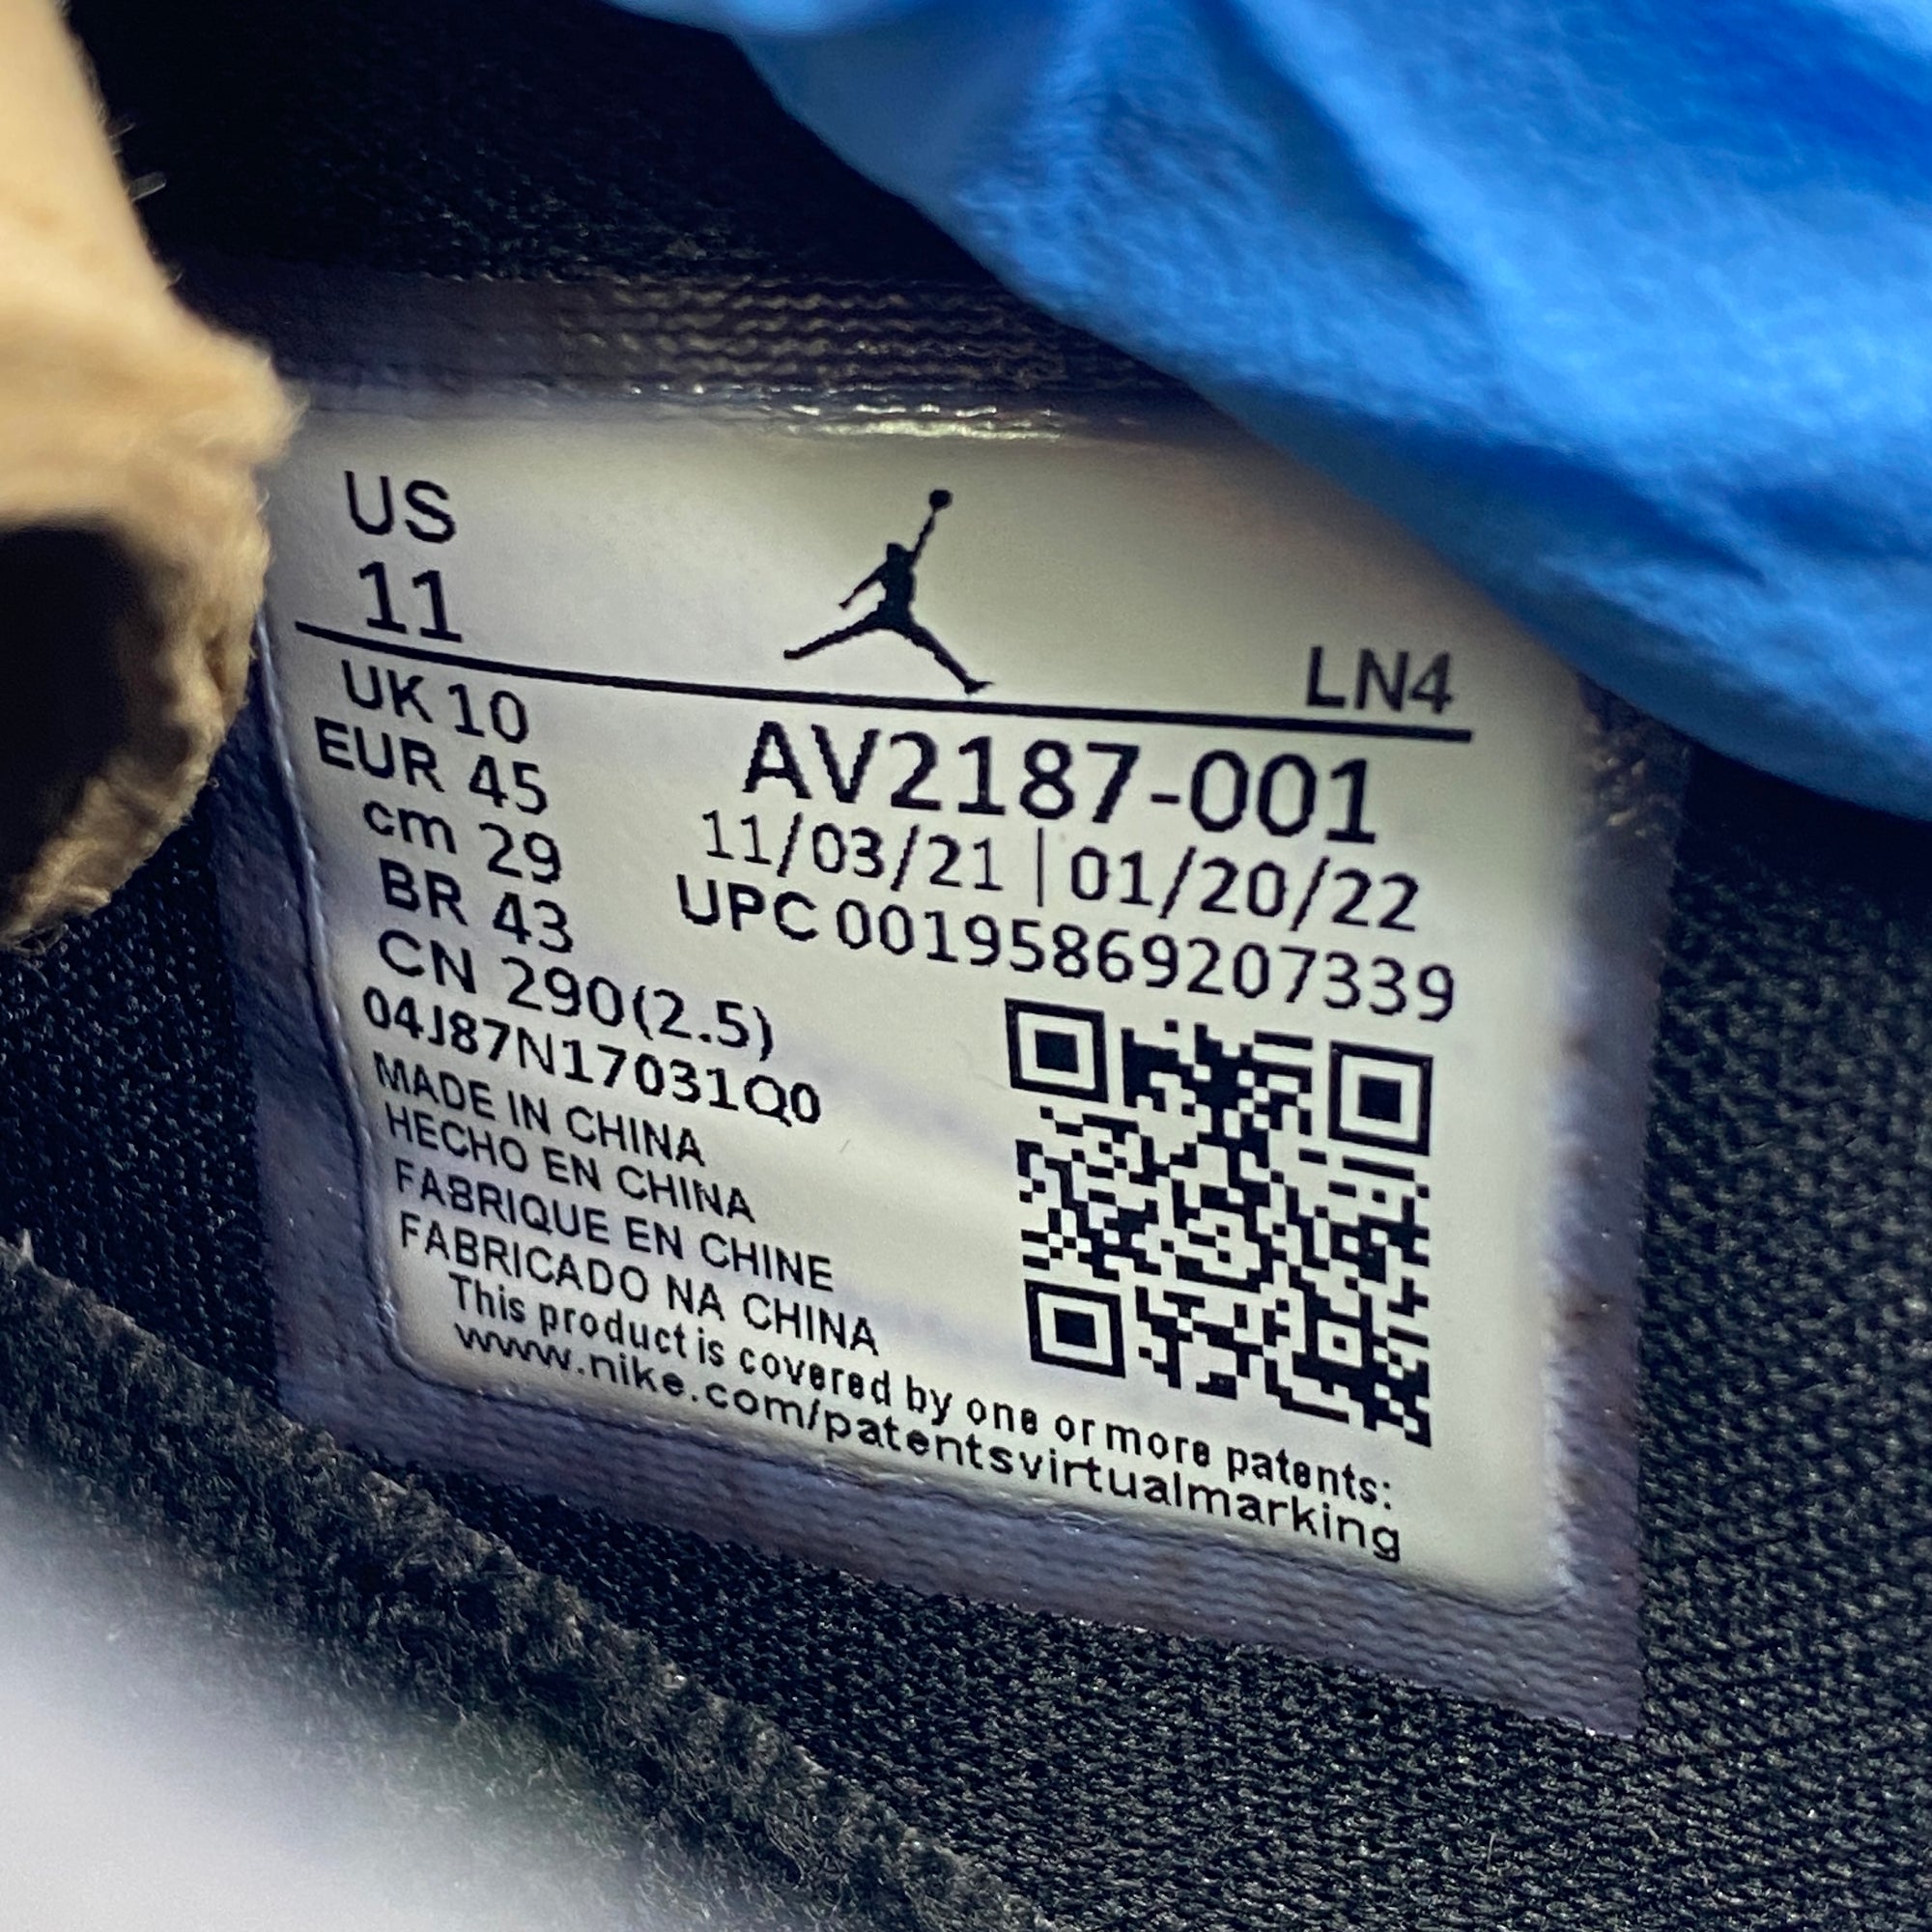 US
11
LN4
UK 10
EUR 45
cm 29
BR 43
CN 290(2.5)
AV2187-001
11/03/21 | 01/20/22
UPC 00195869207339
04J87N17031Q0
MADE IN CHINA
HECHO EN CHINA
FABRIQUE EN CHINE
FABRICADO NA CHINA
This product is covered by one or more patents:
www.nike.com/patentsvirtualmarking